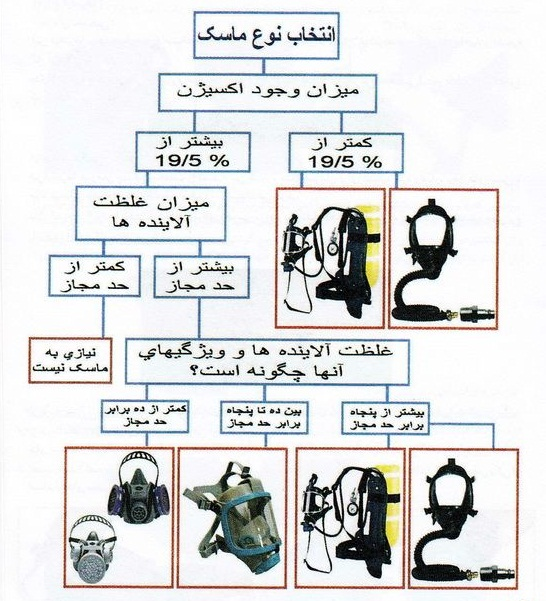 انتخاب نوع ماسک
میزان وجود اکسیژن
بیشتر از
19/5 %
کمتر از
19/5 %
میزان غلظت
آلاینده ها
کمتر از
حد مجاز
بیشتر از
حد مجاز
نیازي به
ماسک نیست
غلظت آلاینده ها و ویژگیهاي
آنها چگونه است؟
کمتر از ده برابر
حد مجاز
بین ده تا پنجاه
برابر حد مجاز
بیشتر از پنجاه
برابر حد مجاز